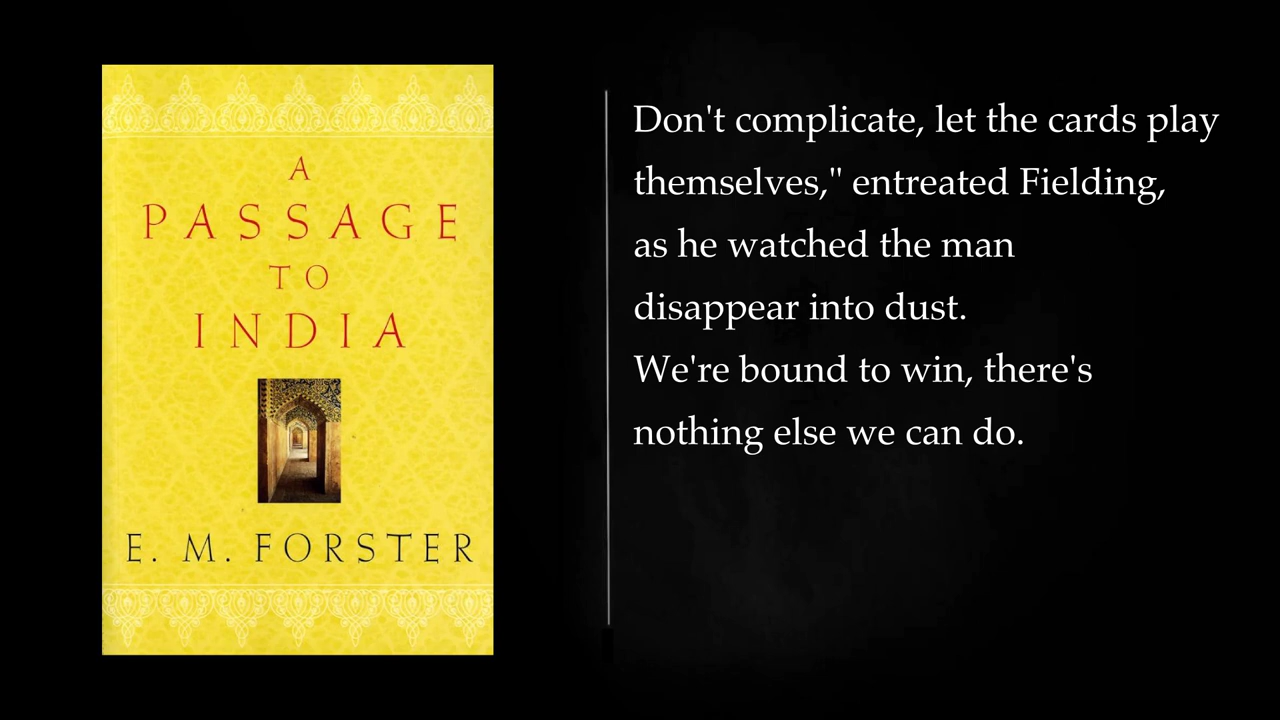 A
PASSAGE
TO
INDIA
E. M. FORSTER
Don't complicate, let the cards play
themselves," entreated Fielding,
as he watched the man
disappear into dust.
We're bound to win, there's
nothing else we can do.